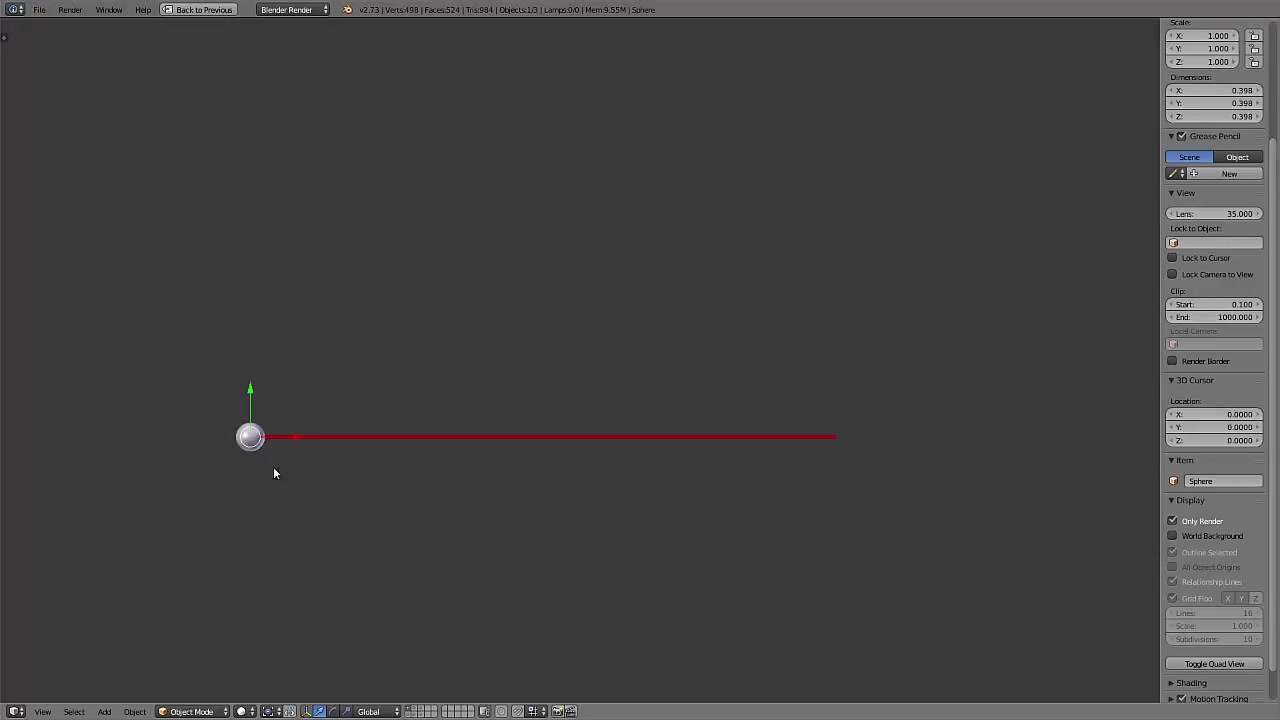 File Render Window Help Back to Previous Blender Render v2.73 | Verts:498 | Faces:524 | Tris:984 | Objects:1/3 | Lamps:0/0 | Mem:9.55M | Sphere
Scale:
X: 1.000
Y: 1.000
Z: 1.000
Dimensions:
X: 0.398
Y: 0.398
Z: 0.398
Grease Pencil
Scene Object
New
View
Lens: 35.000
Lock to Object:
Lock to Cursor
Lock Camera to View
Clip:
Start: 0.100
End: 1000.000
Local Camera:
Render Border
3D Cursor
Location:
X: 0.0000
Y: 0.0000
Z: 0.0000
Item
Sphere
Display
Only Render
World Background
Outline Selected
All Object Origins
Relationship Lines
Grid Floo X Y Z
Lines: 16
Scale: 1.000
Subdivisions: 10
Toggle Quad View
Shading
Motion Tracking
View Select Add Object Object Mode Global